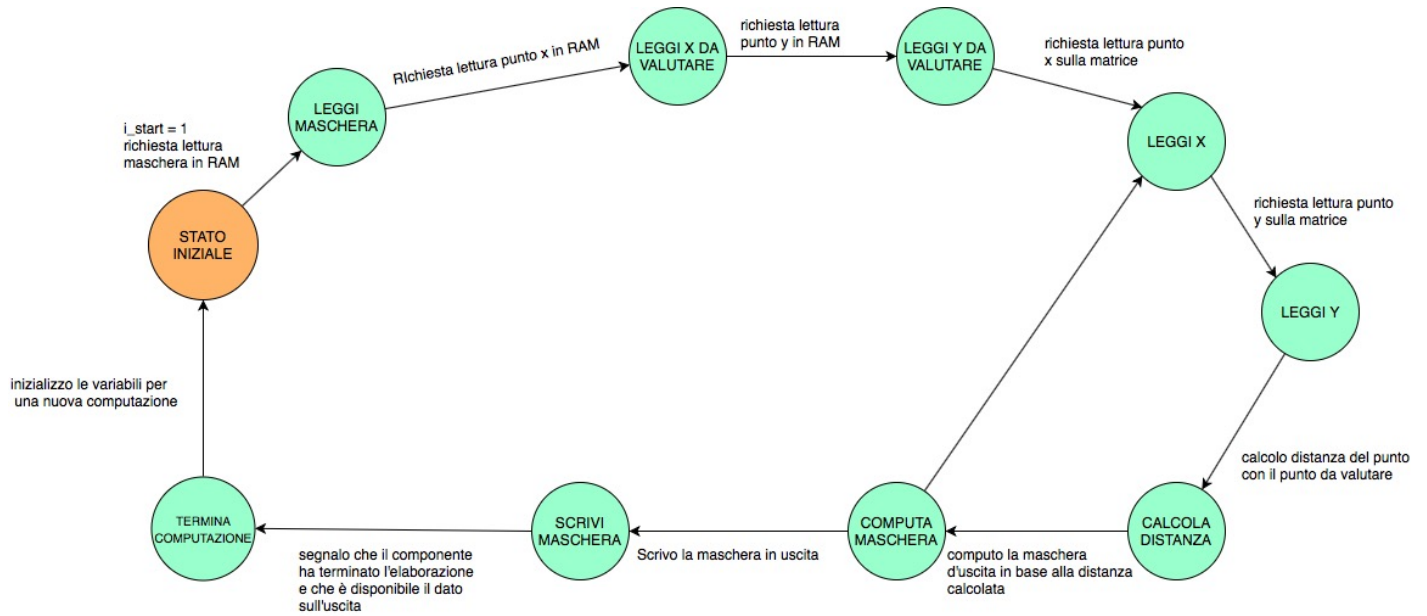 RIchiesta lettura punto x in RAM
LEGGI X DA
VALUTARE
richiesta lettura
punto y in RAM
LEGGI Y DA
VALUTARE
richiesta lettura punto
x sulla matrice
LEGGI
MASCHERA
i_start = 1
richiesta lettura
maschera in RAM
LEGGI X
richiesta lettura punto
y sulla matrice
STATO
INIZIALE
LEGGI Y
inizializzo le variabili per
una nuova computazione
calcolo distanza del punto
con il punto da valutare
TERMINA
COMPUTAZIONE
SCRIVI
MASCHERA
COMPUTA
MASCHERA
CALCOLA
DISTANZA
segnalo che il componente
ha terminato l'elaborazione
e che è disponibile il dato
sull'uscita
Scrivo la maschera in uscita
computo la maschera
d'uscita in base alla distanza
calcolata